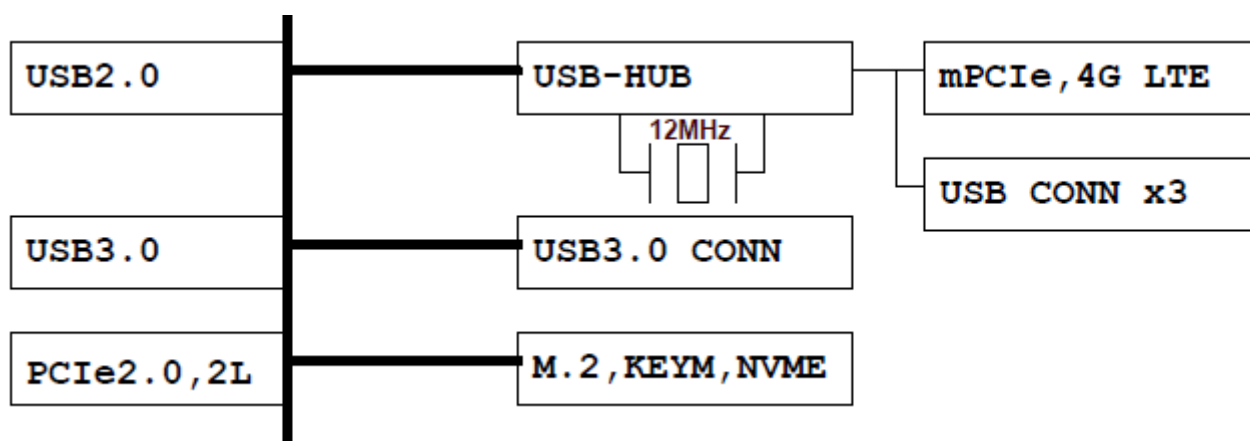 USB2.0
USB-HUB
mPCIe,4G LTE
12MHz
USB CONN x3
USB3.0
USB3.0 CONN
PCIe2.0,2L
M.2,KEYM,NVME